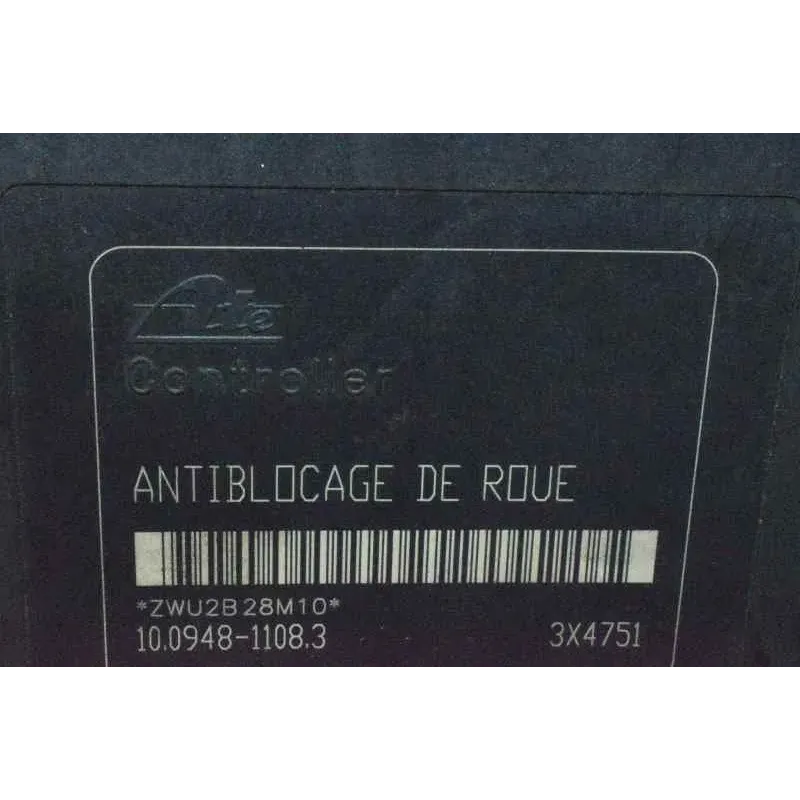 Ate
Controller
ANTIBLOCAGE DE ROUE
*ZWU2B28M10*
10.0948-1108.3
3X4751